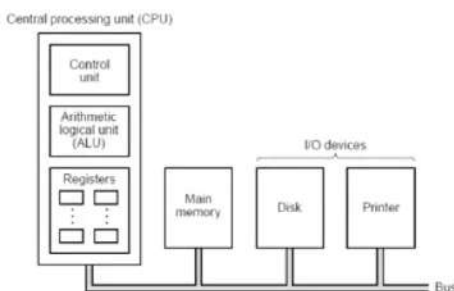 Central processing unit (CPU)
Control
unit
Arithmetic
logical unit
(ALU)
Registers
I/O devices
Main
memory
Disk
Printer
Bus